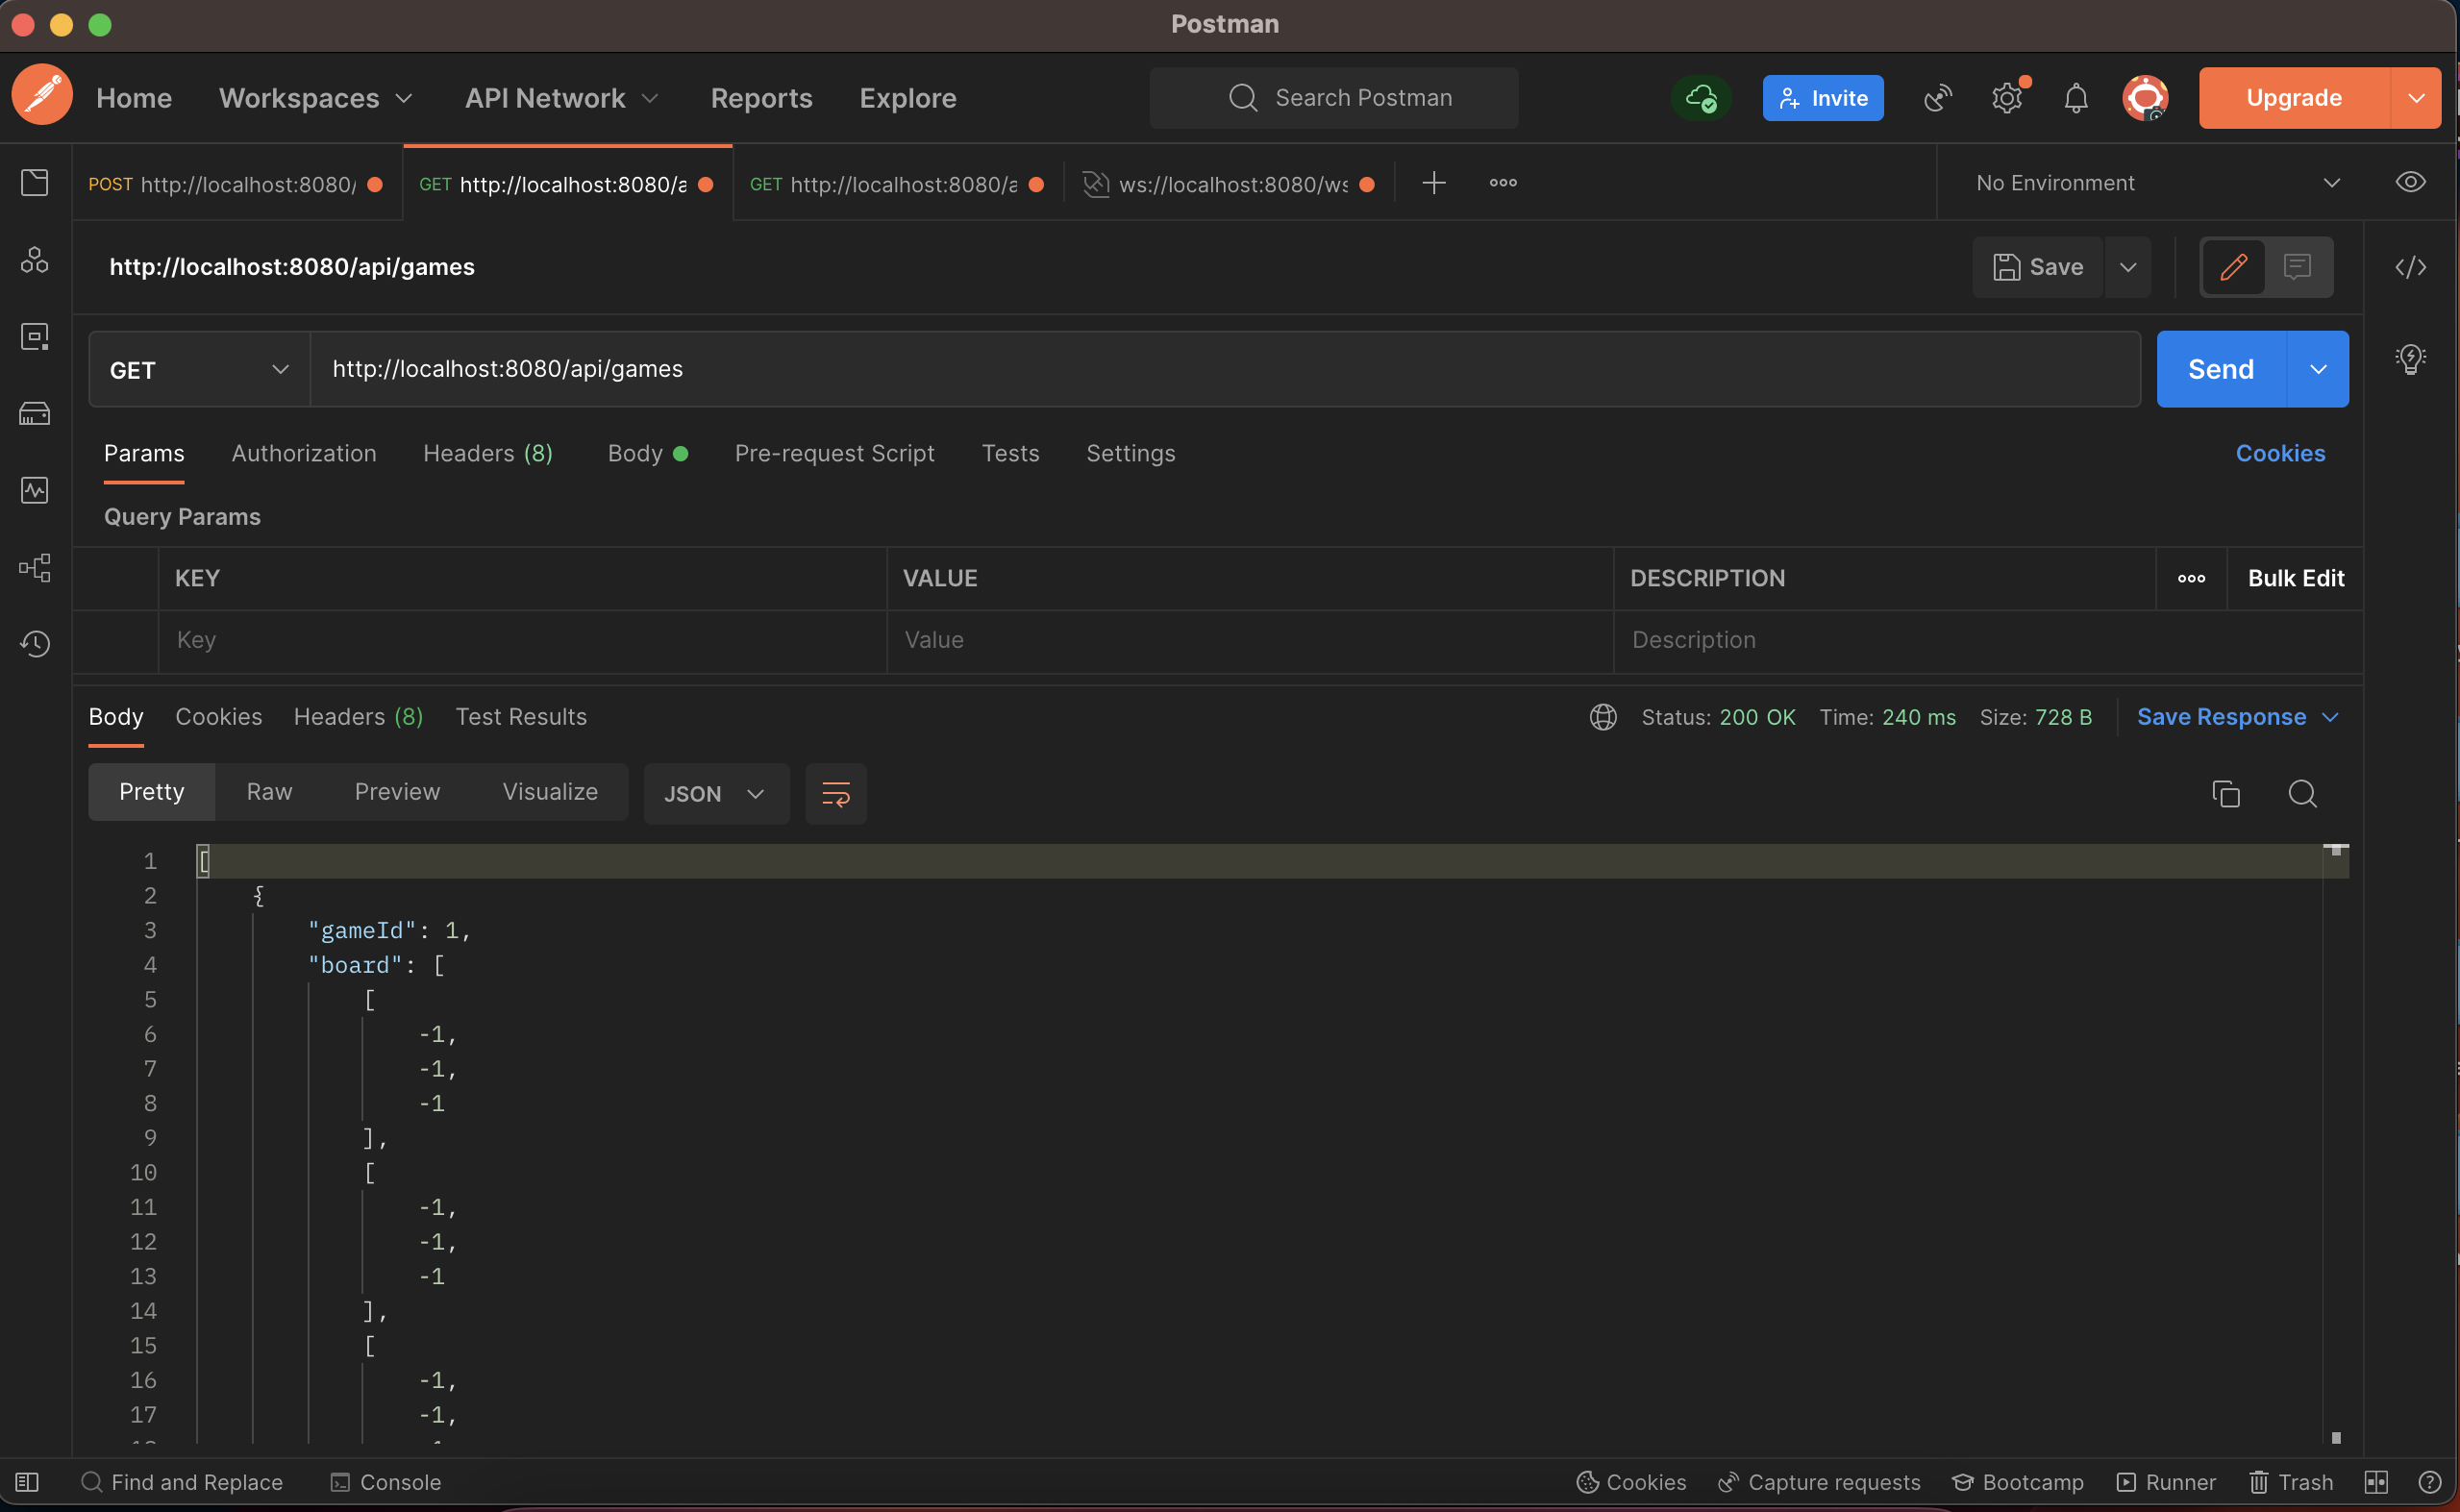 Postman
Home Workspaces API Network Reports Explore Search Postman Invite Upgrade
POST http://localhost:8080/ GET http://localhost:8080/a GET http://localhost:8080/a ws://localhost:8080/ws No Environment
http://localhost:8080/api/games Save
GET http://localhost:8080/api/games Send
Params Authorization Headers (8) Body Pre-request Script Tests Settings Cookies
Query Params
KEY VALUE DESCRIPTION Bulk Edit
Key Value Description
Body Cookies Headers (8) Test Results Status: 200 OK Time: 240 ms Size: 728 B Save Response
Pretty Raw Preview Visualize JSON
1 [
2 {
3 "gameId": 1,
4 "board": [
5 [
6 -1,
7 -1,
8 -1
9 ],
10 [
11 -1,
12 -1,
13 -1
14 ],
15 [
16 -1,
17 -1,
Find and Replace Console Cookies Capture requests Bootcamp Runner Trash